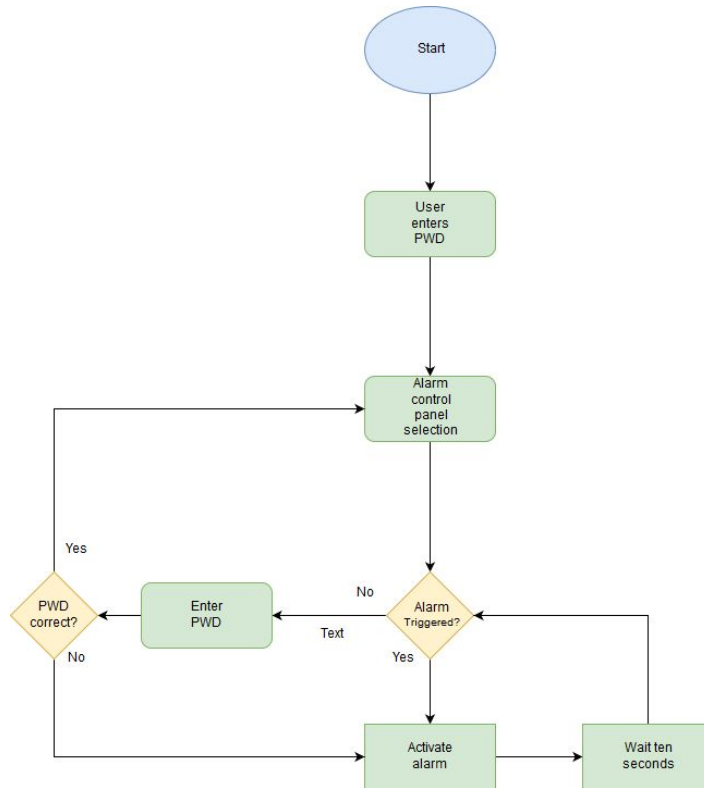 Start
User
enters
PWD
Alarm
control
panel
selection
Yes
No
PWD
correct?
Enter
PWD
Alarm
Triggered?
Text
No
Yes
Activate
alarm
Wait ten
seconds